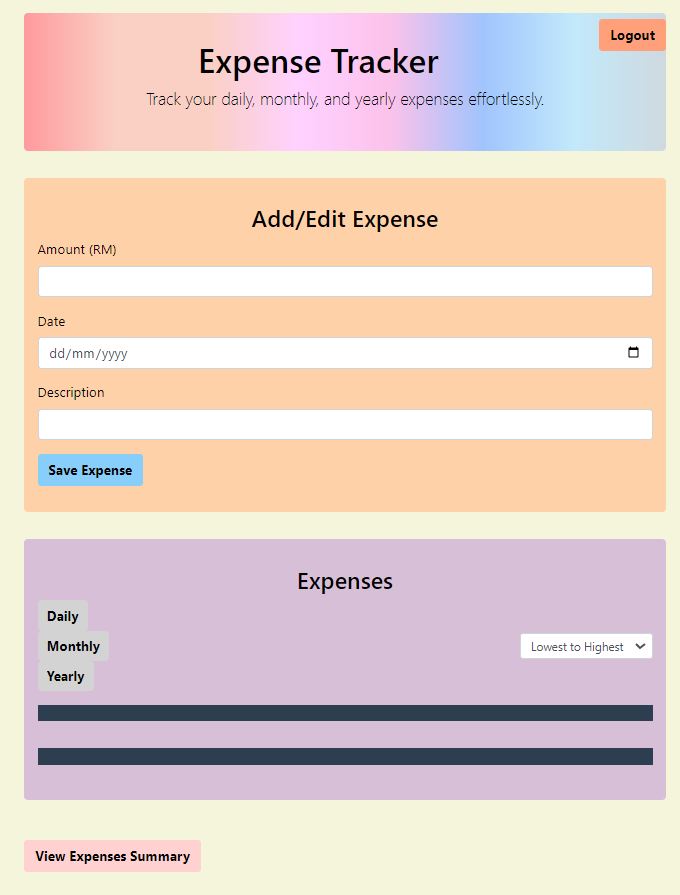 Logout
Expense Tracker
Track your daily, monthly, and yearly expenses effortlessly.
Add/Edit Expense
Amount (RM)
Date
dd/mm/yyyy
Description
Save Expense
Expenses
Daily
Monthly
Lowest to Highest
Yearly
View Expenses Summary